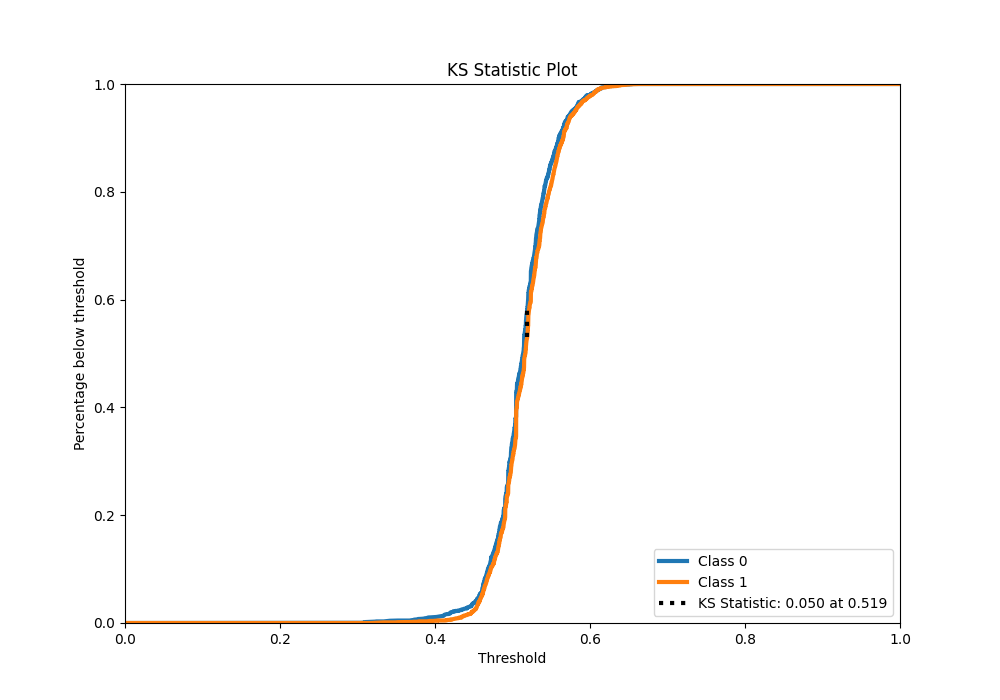 KS Statistic Plot
1.0
0.8
0.6
0.4
0.2
0.0
Percentage below threshold
0.0 0.2 0.4 0.6 0.8 1.0
Threshold
Class 0
Class 1
KS Statistic: 0.050 at 0.519